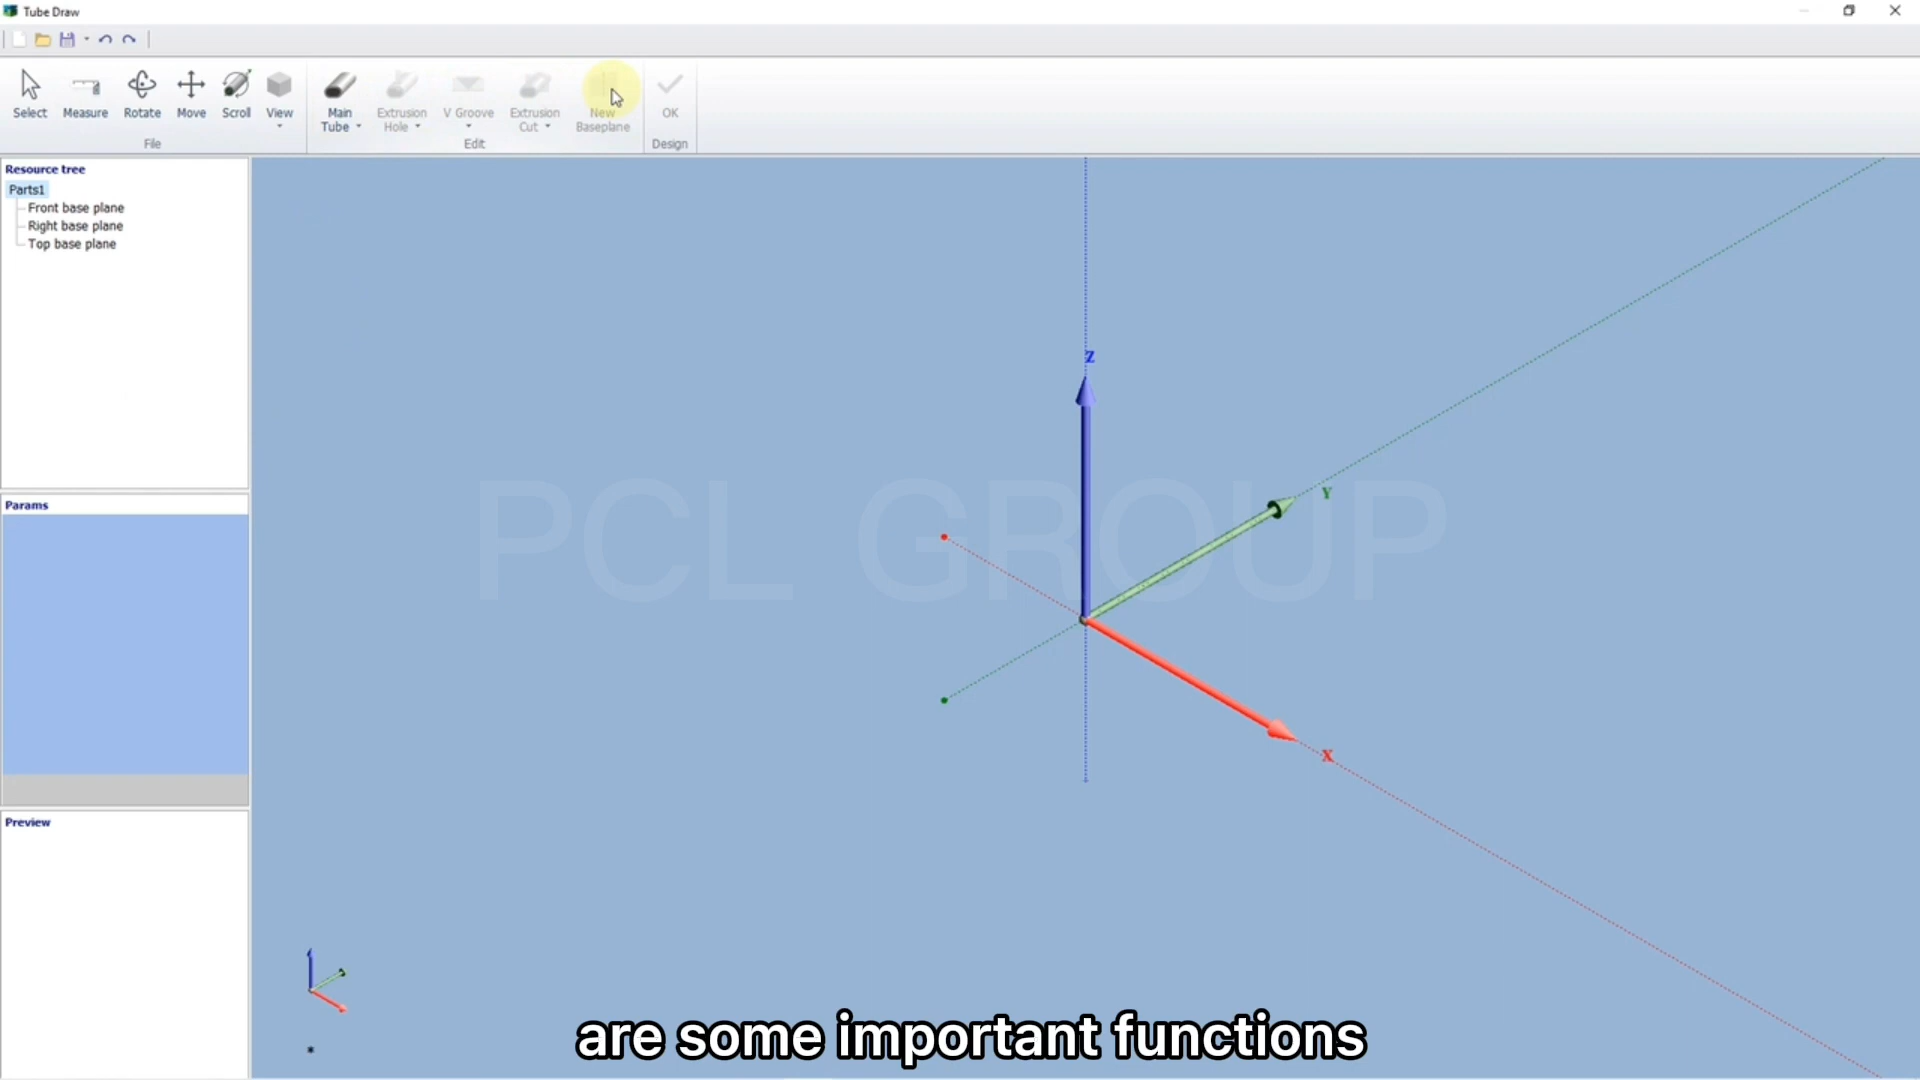 Tube Draw
Select
Measure
Rotate
Move
Scroll
View
Main
Tube
Extrusion
Hole
V Groove
Extrusion
Cut
New
Baseplane
OK
File
Edit
Design
Resource tree
Parts1
Front base plane
Right base plane
Top base plane
Params
Preview
Z
Y
X
PCL GROUP
are some important functions